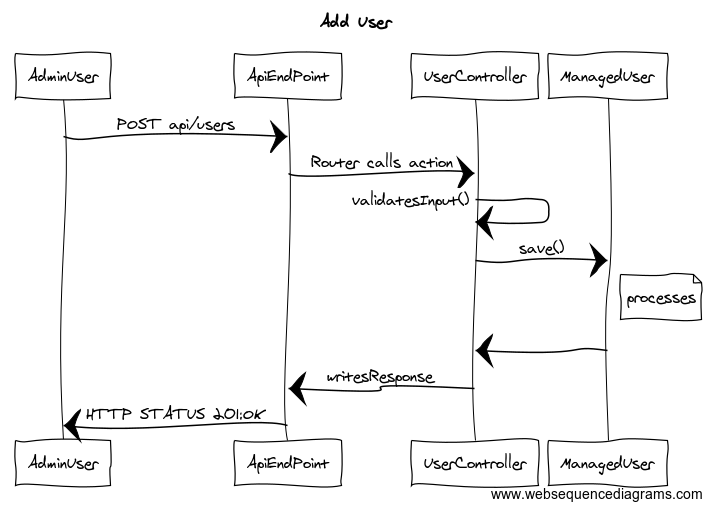 Add User
AdminUser
ApiEndPoint
UserController
ManagedUser
POST api/users
Router calls action
validatesInput()
save()
processes
writesResponse
HTTP STATUS 201:OK
AdminUser
ApiEndPoint
UserController
ManagedUser
www.websequencediagrams.com